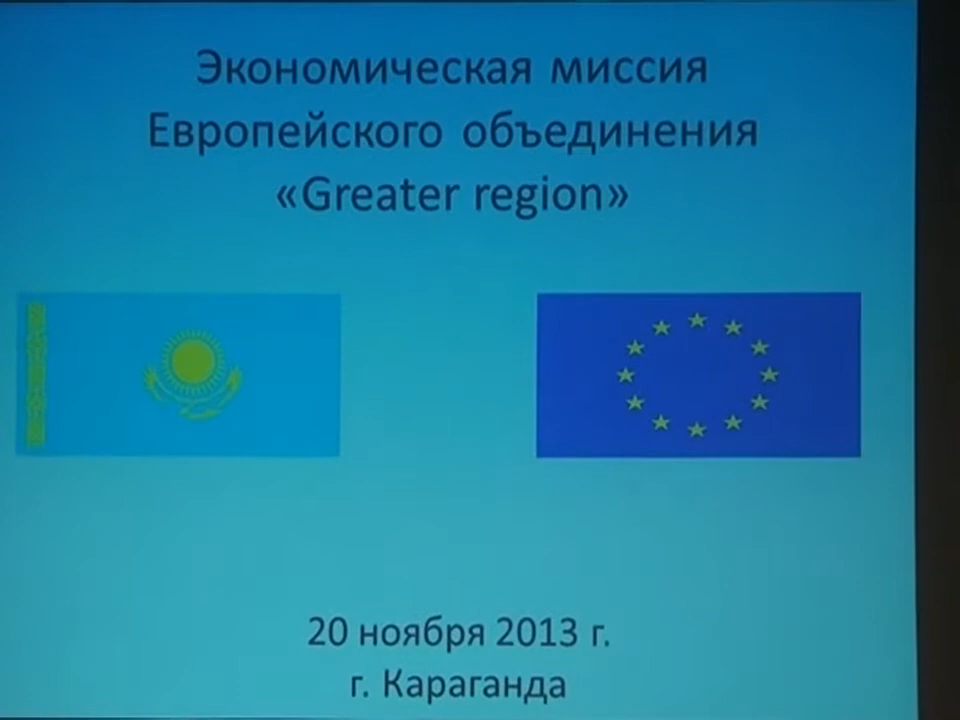 Экономическая миссия
Европейского объединения
«Greater region»
20 ноября 2013 г.
г. Караганда